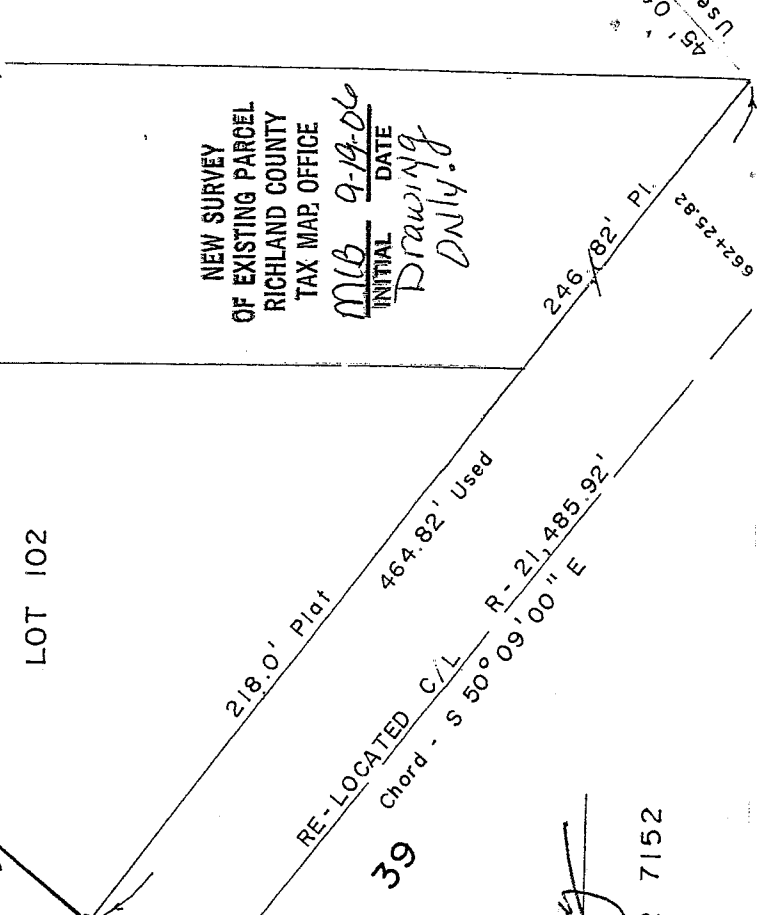 NEW SURVEY
OF EXISTING PARCEL
RICHLAND COUNTY
TAX MAP OFFICE
MLB 9-19-06
INITIAL DATE
Drawing
Only!
LOT 102
45'
Use
246.82' Pl.
662+25.82
218.0' Plat
464.82' Used
RE-LOCATED C/L R- 21,485.92'
Chord - S 50° 09' 00" E
39
7152